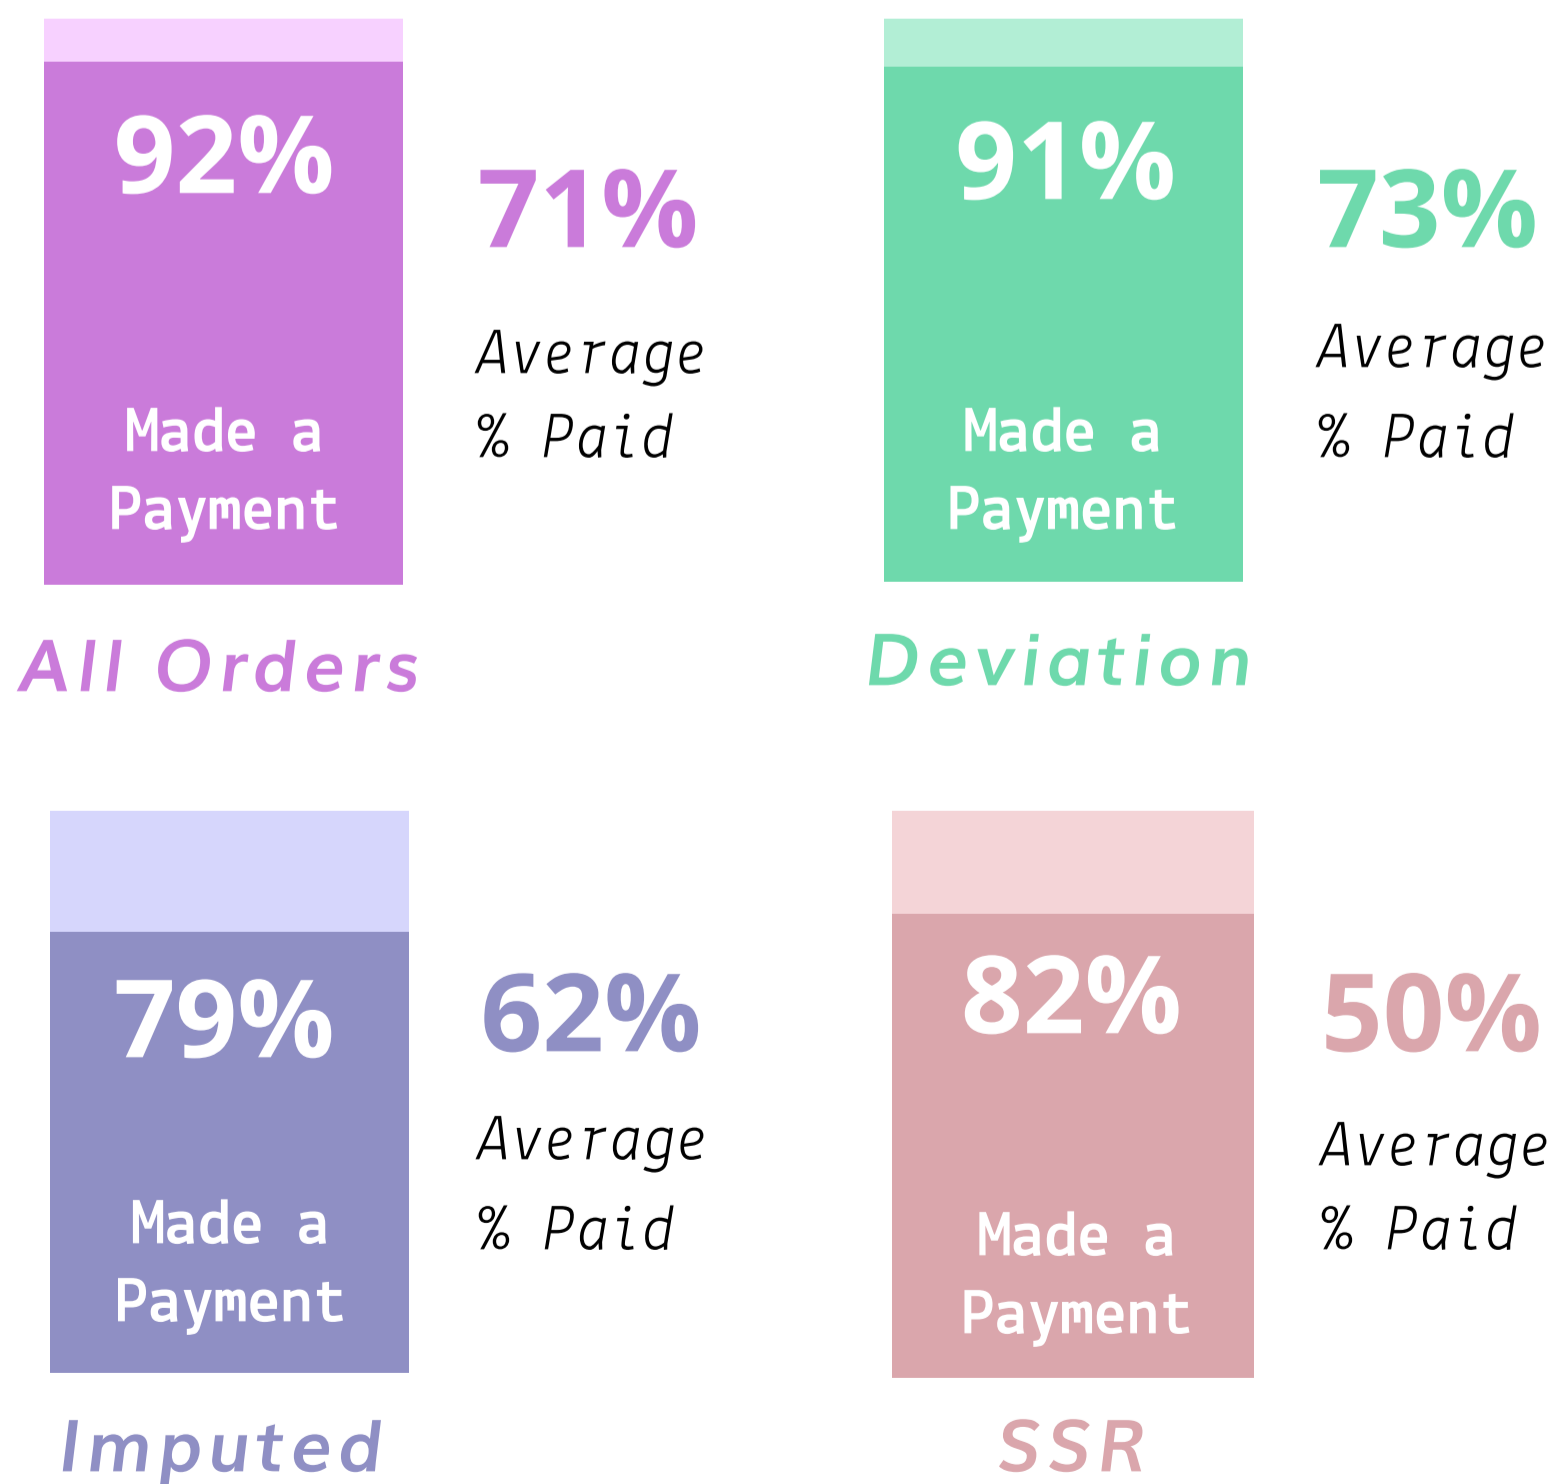 92%
Made a
Payment
71%
Average
% Paid
All Orders
91%
Made a
Payment
73%
Average
% Paid
Deviation
79%
Made a
Payment
62%
Average
% Paid
Imputed
82%
Made a
Payment
50%
Average
% Paid
SSR